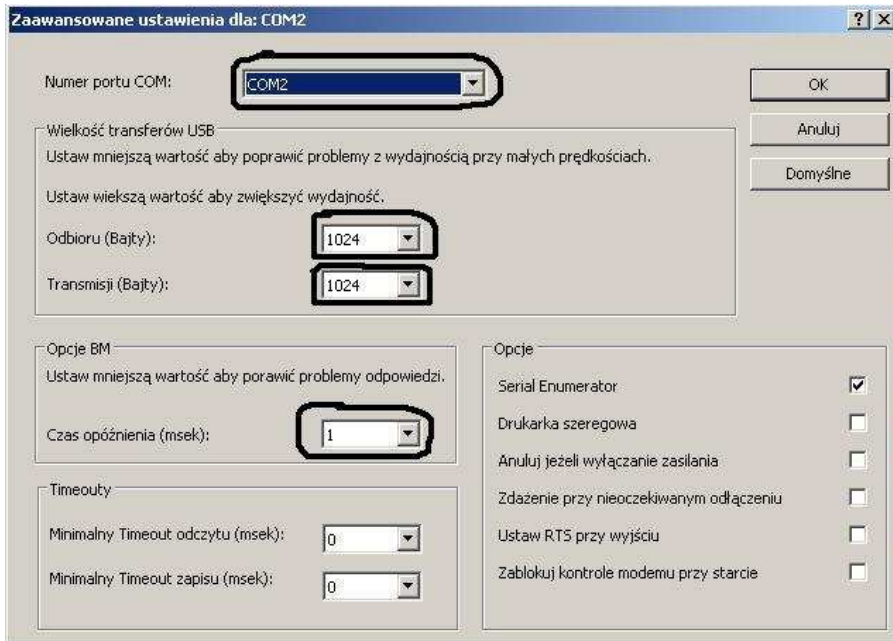 Zaawansowane ustawienia dla: COM2
Numer portu COM:
COM2
OK
Anuluj
Domyślne
Wielkość transferów USB
Ustaw mniejszą wartość aby poprawić problemy z wydajnością przy małych prędkościach.
Ustaw wiekszą wartość aby zwiększyć wydajność.
Odbioru (Bajty):
1024
Transmisji (Bajty):
1024
Opcje BM
Ustaw mniejszą wartość aby porawić problemy odpowiedzi.
Czas opóźnienia (msek):
1
Timeouty
Minimalny Timeout odczytu (msek):
0
Minimalny Timeout zapisu (msek):
0
Opcje
Serial Enumerator
Drukarka szeregowa
Anuluj jeżeli wyłączanie zasilania
Zdażenie przy nieoczekiwanym odłączeniu
Ustaw RTS przy wyjściu
Zablokuj kontrole modemu przy starcie